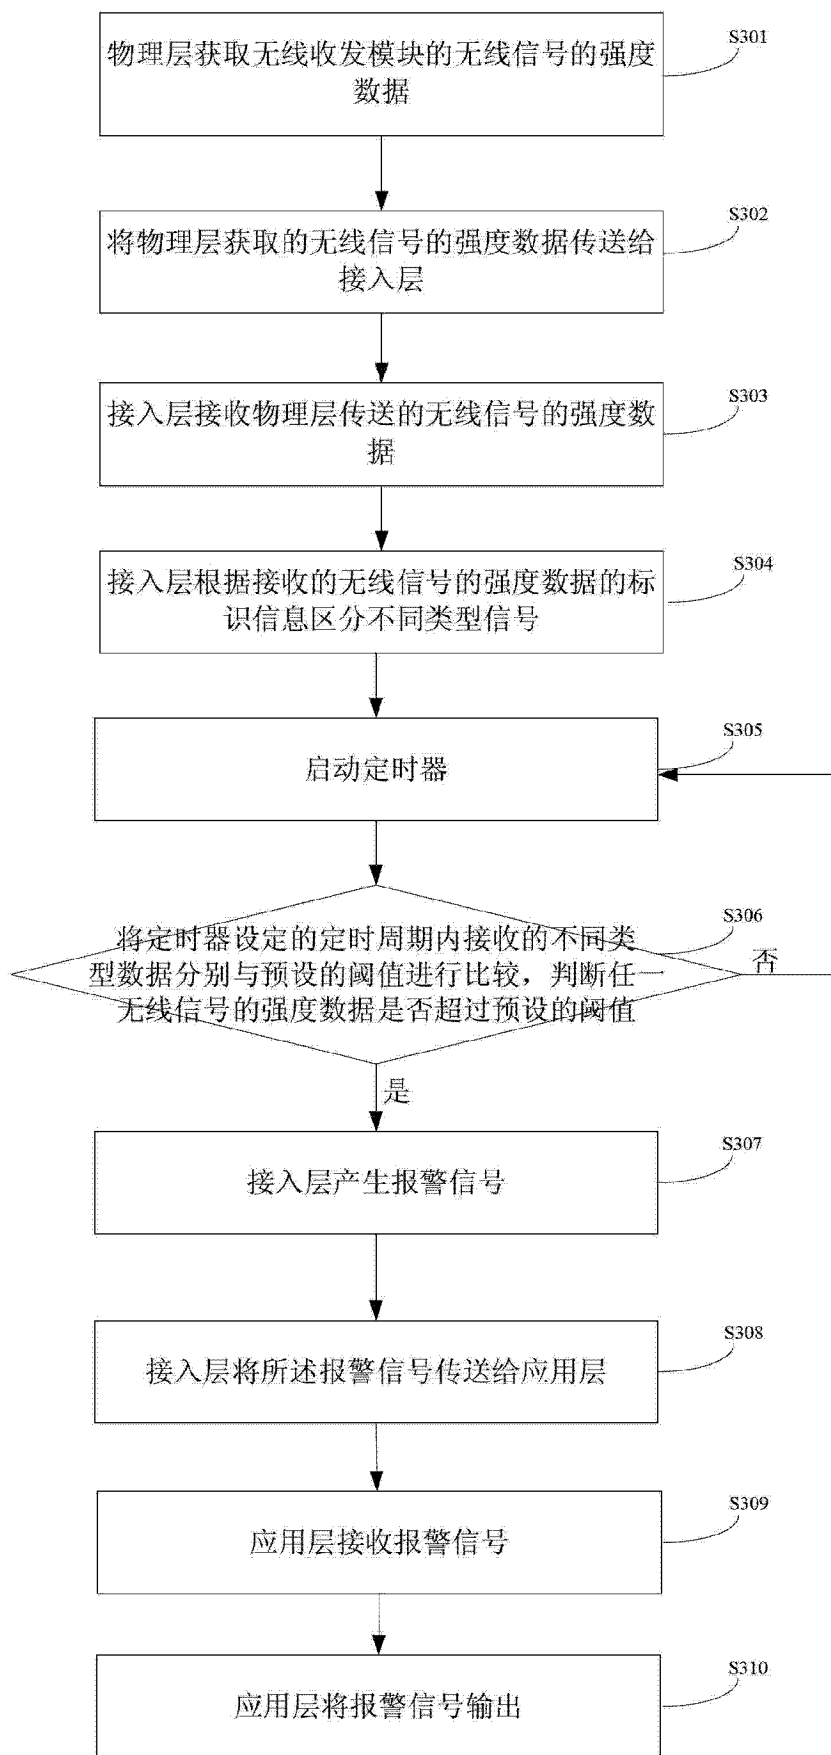 物理层获取无线收发模块的无线信号的强度
数据
S301
将物理层获取的无线信号的强度数据传送给
接入层
S302
接入层接收物理层传送的无线信号的强度数
据
S303
接入层根据接收的无线信号的强度数据的标
识信息区分不同类型信号
S304
启动定时器
S305
将定时器设定的定时周期内接收的不同类
型数据分别与预设的阈值进行比较，判断任一
无线信号的强度数据是否超过预设的阈值
S306
否
是
接入层产生报警信号
S307
接入层将所述报警信号传送给应用层
S308
应用层接收报警信号
S309
应用层将报警信号输出
S310